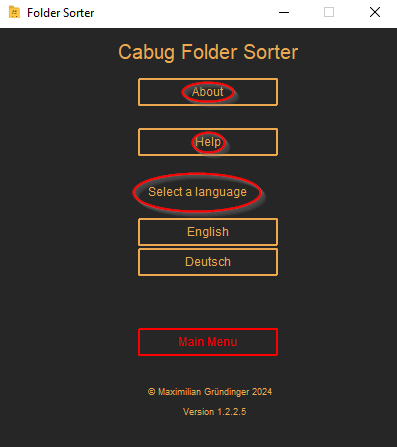 Folder Sorter
Cabug Folder Sorter
About
Help
Select a language
English
Deutsch
Main Menu
© Maximilian Gründinger 2024
Version 1.2.2.5